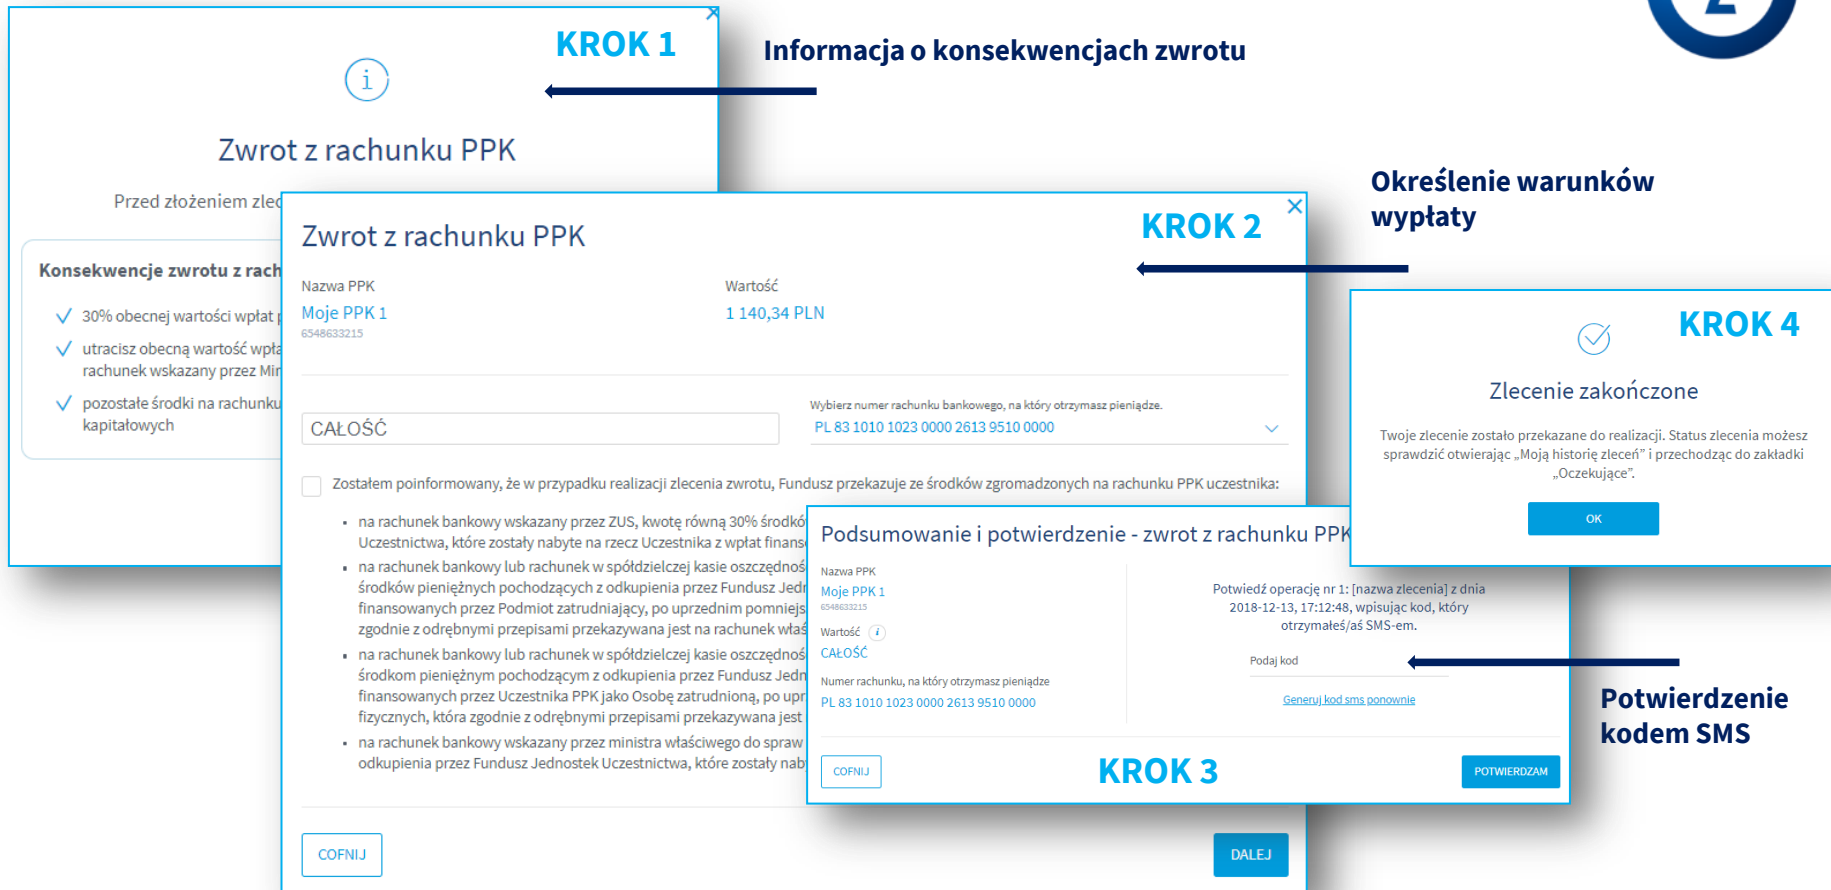 KROK 1
Informacja o konsekwencjach zwrotu
i
Zwrot z rachunku PPK
Przed złożeniem zlec
Konsekwencje zwrotu z rach
30% obecnej wartości wpłat
utracisz obecną wartość wpła
rachunek wskazany przez Min
pozostałe środki na rachunku
kapitałowych
Określenie warunków
wypłaty
KROK 2
Zwrot z rachunku PPK
Nazwa PPK
Wartość
Moje PPK 1
1 140,34 PLN
6548633215
CAŁOŚĆ
Wybierz numer rachunku bankowego, na który otrzymasz pieniądze.
PL 83 1010 1023 0000 2613 9510 0000
Zostałem poinformowany, że w przypadku realizacji zlecenia zwrotu, Fundusz przekazuje ze środków zgromadzonych na rachunku PPK uczestnika:
na rachunek bankowy wskazany przez ZUS, kwotę równą 30% środkó
Uczestnictwa, które zostały nabyte na rzecz Uczestnika z wpłat finanso
na rachunek bankowy lub rachunek w spółdzielczej kasie oszczędnoś
środków pieniężnych pochodzących z odkupienia przez Fundusz Jedn
finansowanych przez Podmiot zatrudniający, po uprzednim pomniejs
zgodnie z odrębnymi przepisami przekazywana jest na rachunek właś
na rachunek bankowy lub rachunek w spółdzielczej kasie oszczędnoś
środkom pieniężnym pochodzącym z odkupienia przez Fundusz Jedn
finansowanych przez Uczestnika PPK jako Osobę zatrudnioną, po upr
fizycznych, która zgodnie z odrębnymi przepisami przekazywana jest
na rachunek bankowy wskazany przez ministra właściwego do spraw
odkupienia przez Fundusz Jednostek Uczestnictwa, które zostały nab
COFNIJ
DALEJ
Podsumowanie i potwierdzenie - zwrot z rachunku PPK
Nazwa PPK
Moje PPK 1
6548633215
Wartość i
CAŁOŚĆ
Numer rachunku, na który otrzymasz pieniądze
PL 83 1010 1023 0000 2613 9510 0000
Potwiedź operację nr 1: [nazwa zlecenia] z dnia
2018-12-13, 17:12:48, wpisując kod, który
otrzymałeś/aś SMS-em.
Podaj kod
Generuj kod sms ponownie
COFNIJ
KROK 3
POTWIERDZAM
Potwierdzenie
kodem SMS
KROK 4
Zlecenie zakończone
Twoje zlecenie zostało przekazane do realizacji. Status zlecenia możesz
sprawdzić otwierając „Moją historię zleceń” i przechodząc do zakładki
„Oczekujące”.
OK